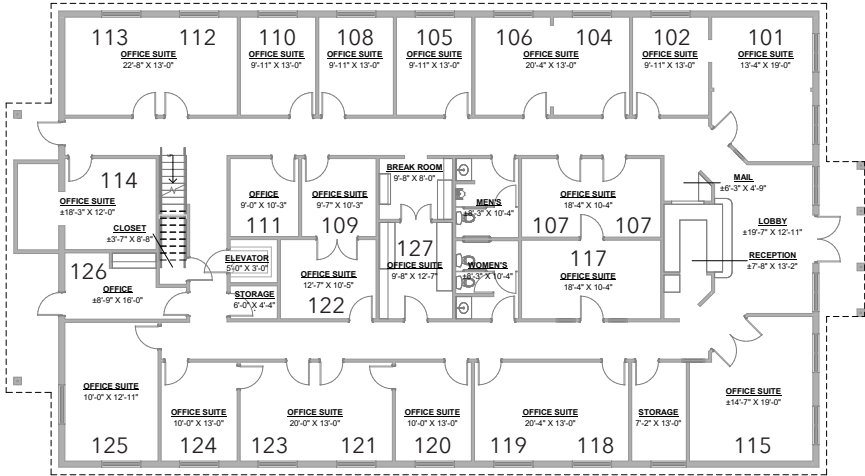 113
112
OFFICE SUITE
22'-8" X 13'-0"
110
OFFICE SUITE
9'-11" X 13'-0"
108
OFFICE SUITE
9'-11" X 13'-0"
105
OFFICE SUITE
9'-11" X 13'-0"
106
104
OFFICE SUITE
20'-4" X 13'-0"
102
OFFICE SUITE
9'-11" X 13'-0"
101
OFFICE SUITE
13'-4" X 19'-0"
114
OFFICE SUITE
±18'-3" X 12'-0"
CLOSET
±3'-7" X 8'-8"
OFFICE
9'-0" X 10'-3"
111
OFFICE SUITE
9'-7" X 10'-3"
109
BREAK ROOM
9'-8" X 8'-0"
MEN'S
±8'-3" X 10'-4"
OFFICE SUITE
18'-4" X 10-4"
107
107
MAIL
±6'-3" X 4'-9"
LOBBY
±19'-7" X 12'-11"
RECEPTION
±7'-8" X 13'-2"
126
OFFICE
±8'-9" X 16'-0"
ELEVATOR
5'-0" X 3'-0"
STORAGE
6'-0" X 4'-4"
OFFICE SUITE
12'-7" X 10'-5"
122
127
OFFICE SUITE
9'-8" X 12'-7"
WOMEN'S
±8'-3" X 10'-4"
117
OFFICE SUITE
18'-4" X 10-4"
OFFICE SUITE
10'-0" X 12'-11"
125
OFFICE SUITE
10'-0" X 13'-0"
124
OFFICE SUITE
20'-0" X 13'-0"
123
121
OFFICE SUITE
10'-0" X 13'-0"
120
OFFICE SUITE
20'-4" X 13'-0"
119
118
STORAGE
7'-2" X 13'-0"
OFFICE SUITE
±14'-7" X 19'-0"
115